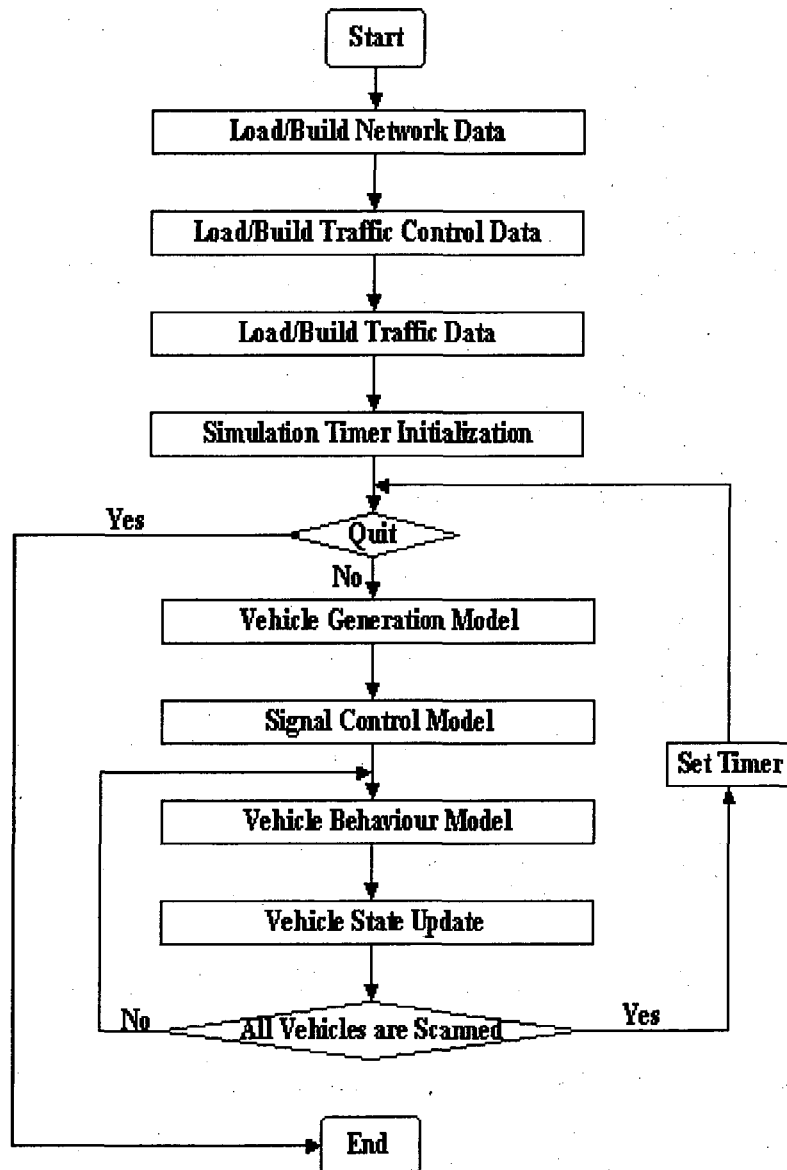 Start
Load/Build Network Data
Load/Build Traffic Control Data
Load/Build Traffic Data
Simulation Timer Initialization
Yes
Quit
No
Vehicle Generation Model
Signal Control Model
Set Timer
Vehicle Behaviour Model
Vehicle State Update
No
All Vehicles are Scanned
Yes
End